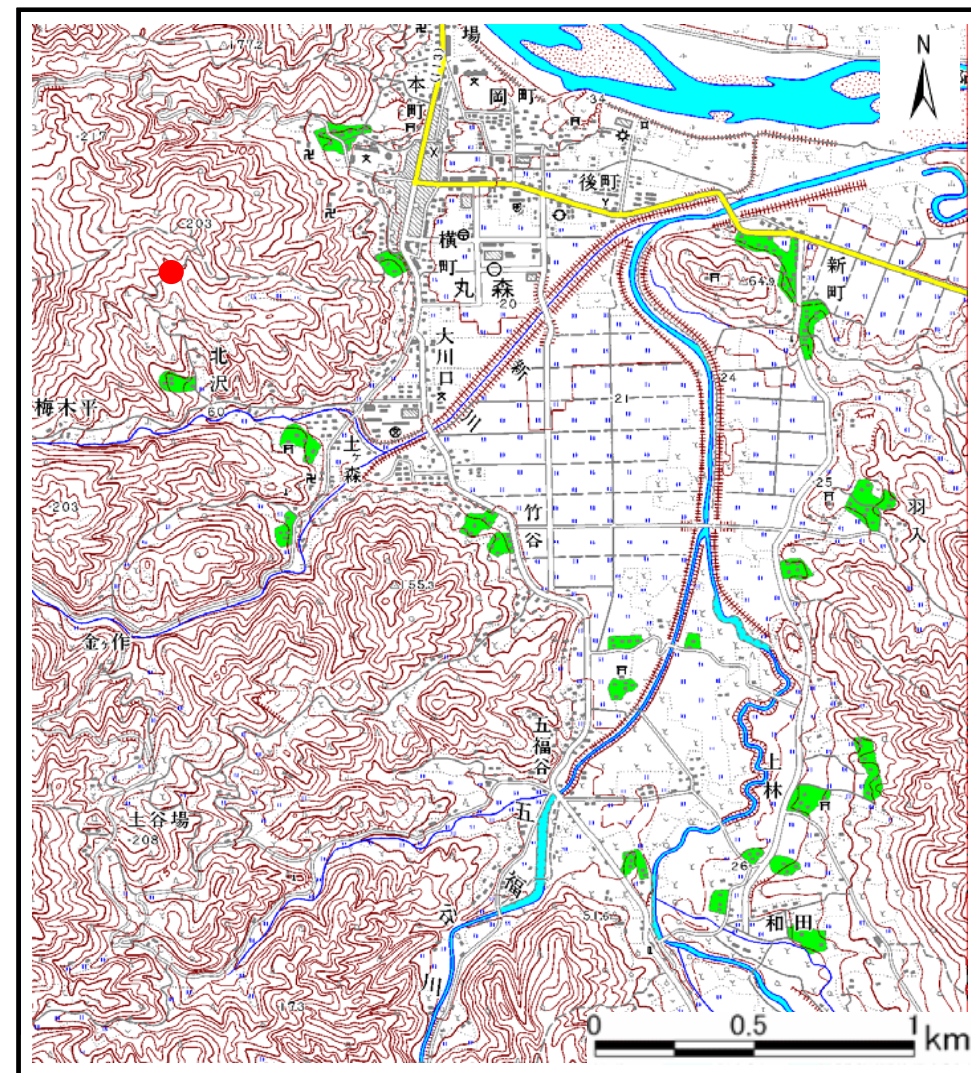 場
△177.2
N
本町
岡町
・34
・217
後町
・203
横町
新町
丸森
・20
△64.9
大川口
北沢
新川
・24
・21
梅木平
60
土ヶ森
・25
・203
竹谷
羽入
△155.3
金ヶ作
五福谷
上林
土谷場
・208
五福谷川
・26
・51.6
和田
・173
0 0.5 1 km